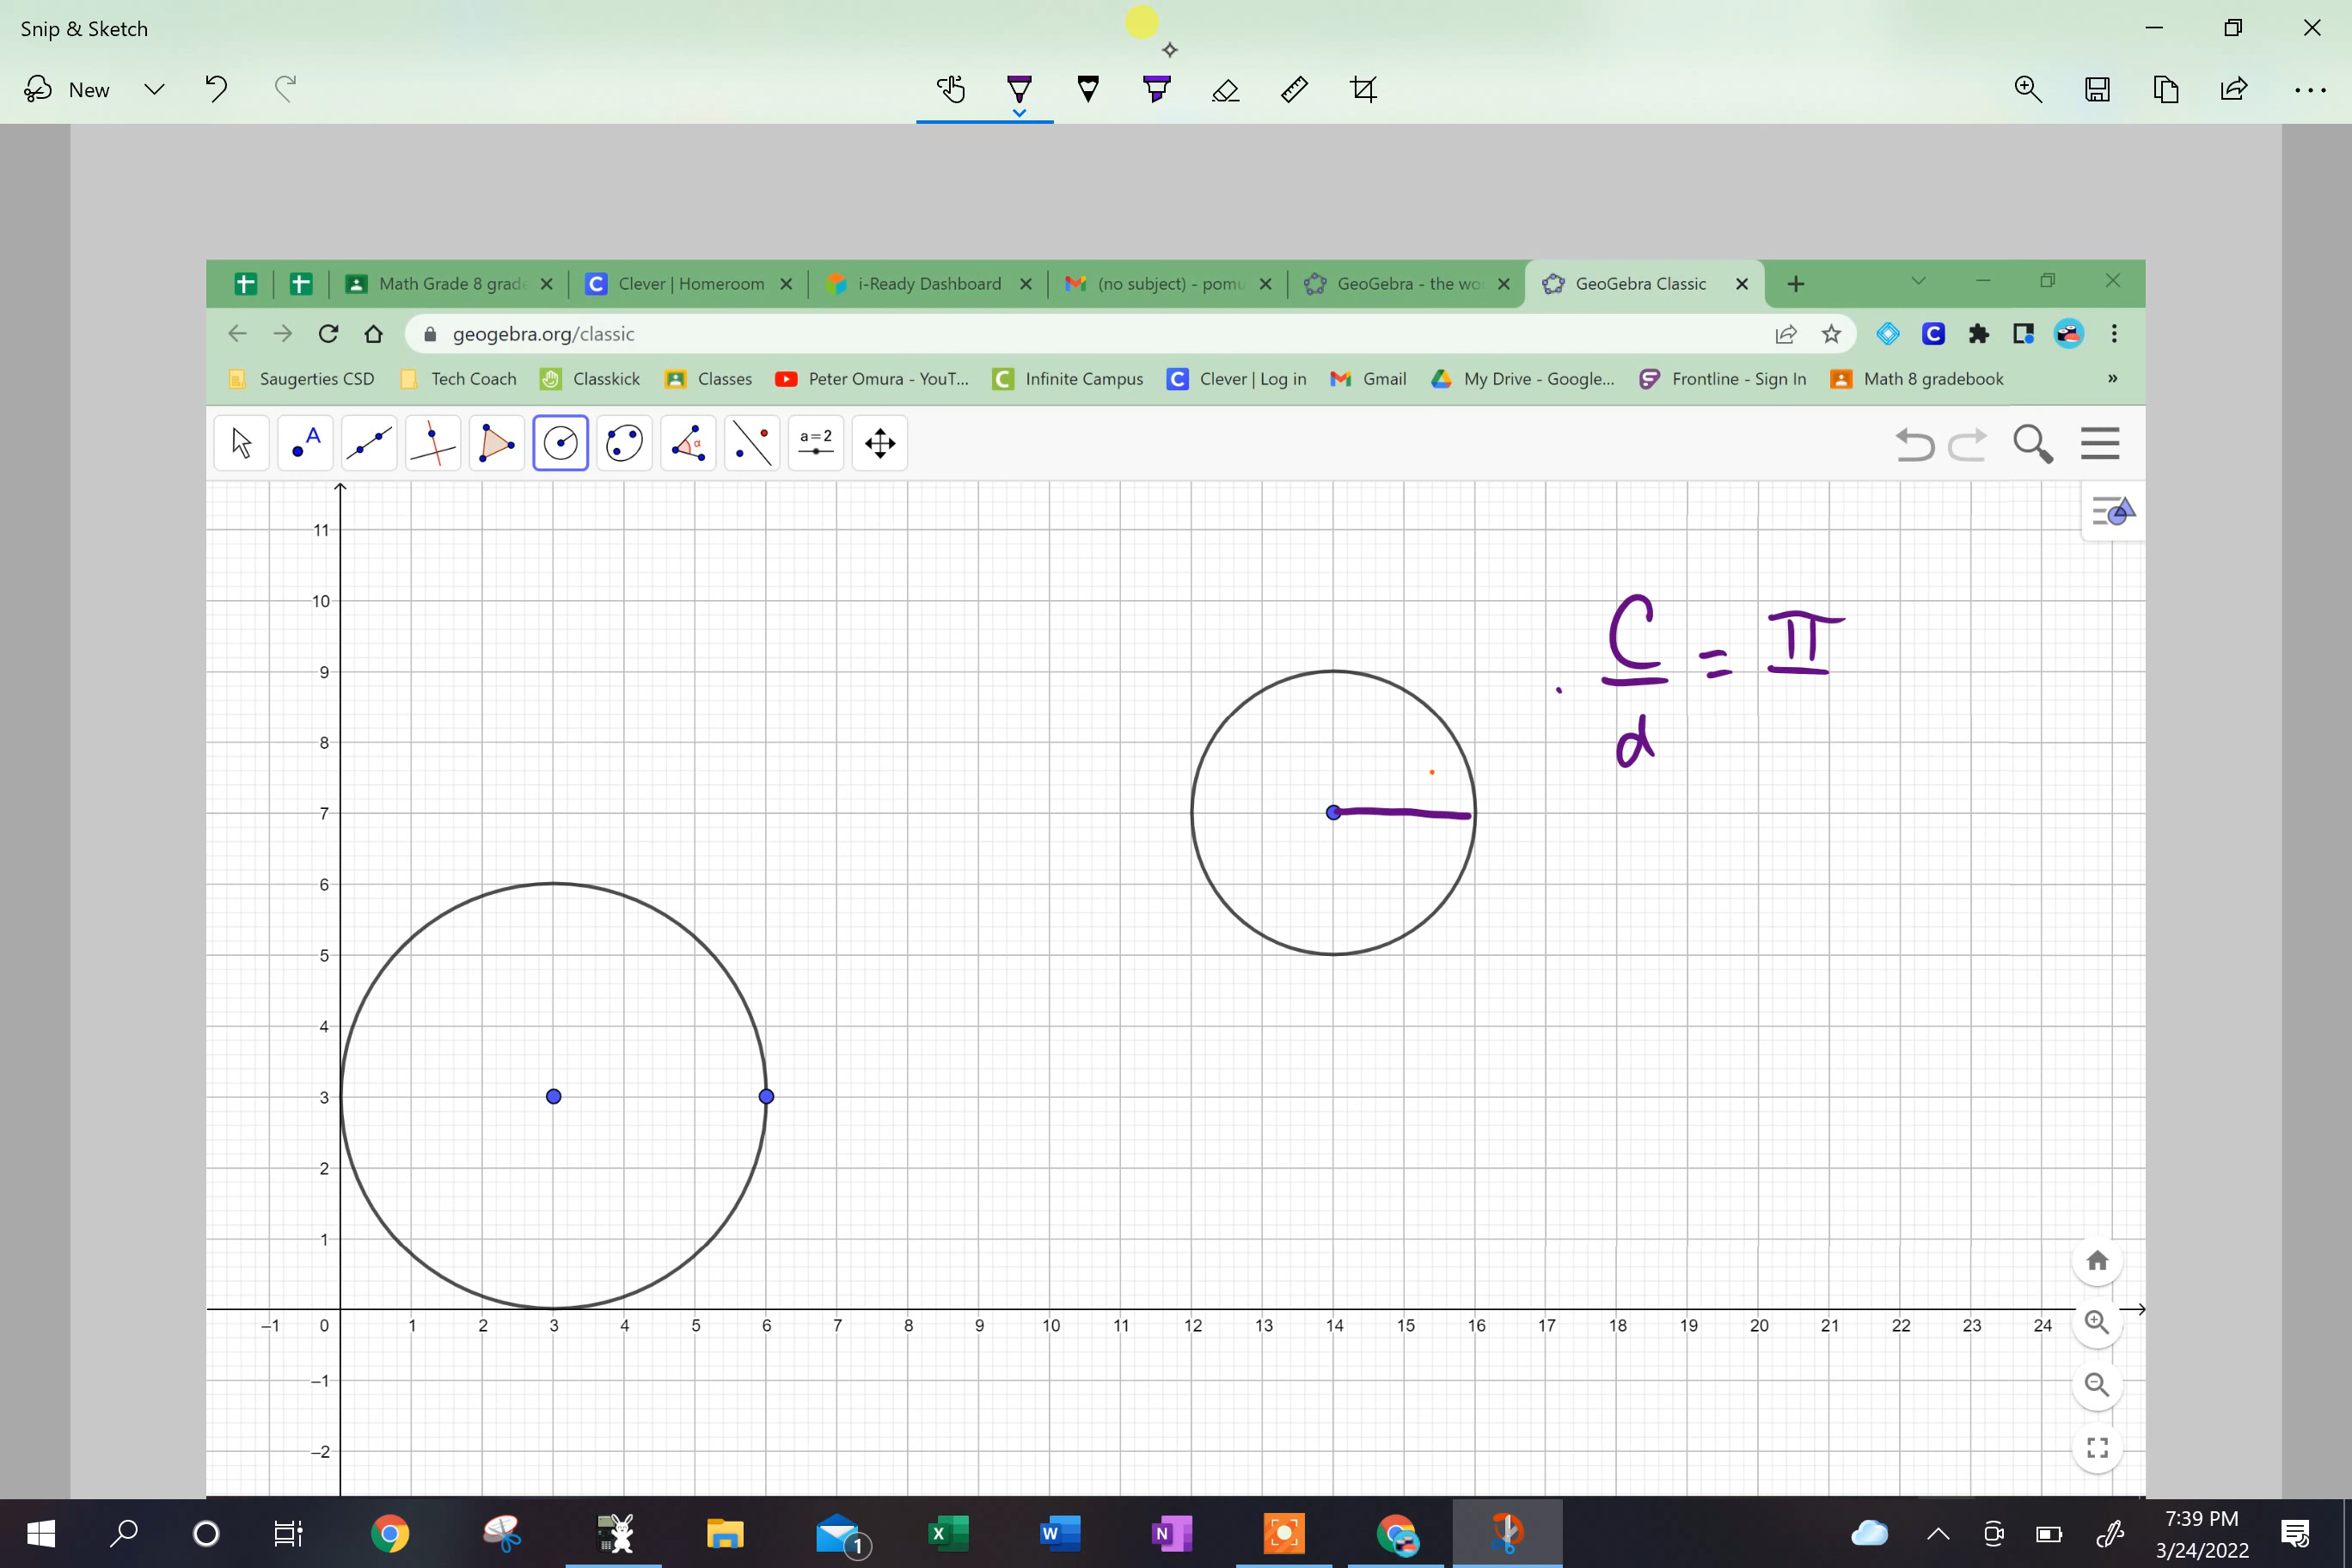 Snip & Sketch
New
Math Grade 8 grade
Clever | Homeroom
i-Ready Dashboard
(no subject) - pomu
GeoGebra - the wo
GeoGebra Classic
geogebra.org/classic
Saugerties CSD
Tech Coach
Classkick
Classes
Peter Omura - YouT...
Infinite Campus
Clever | Log in
Gmail
My Drive - Google...
Frontline - Sign In
Math 8 gradebook
»
A
α
a=2
11
10
9
8
7
6
5
4
3
2
1
C
= π
d
−1 0 1 2 3 4 5 6 7 8 9 10 11 12 13 14 15 16 17 18 19 20 21 22 23 24
−1
−2
1
7:39 PM
3/24/2022